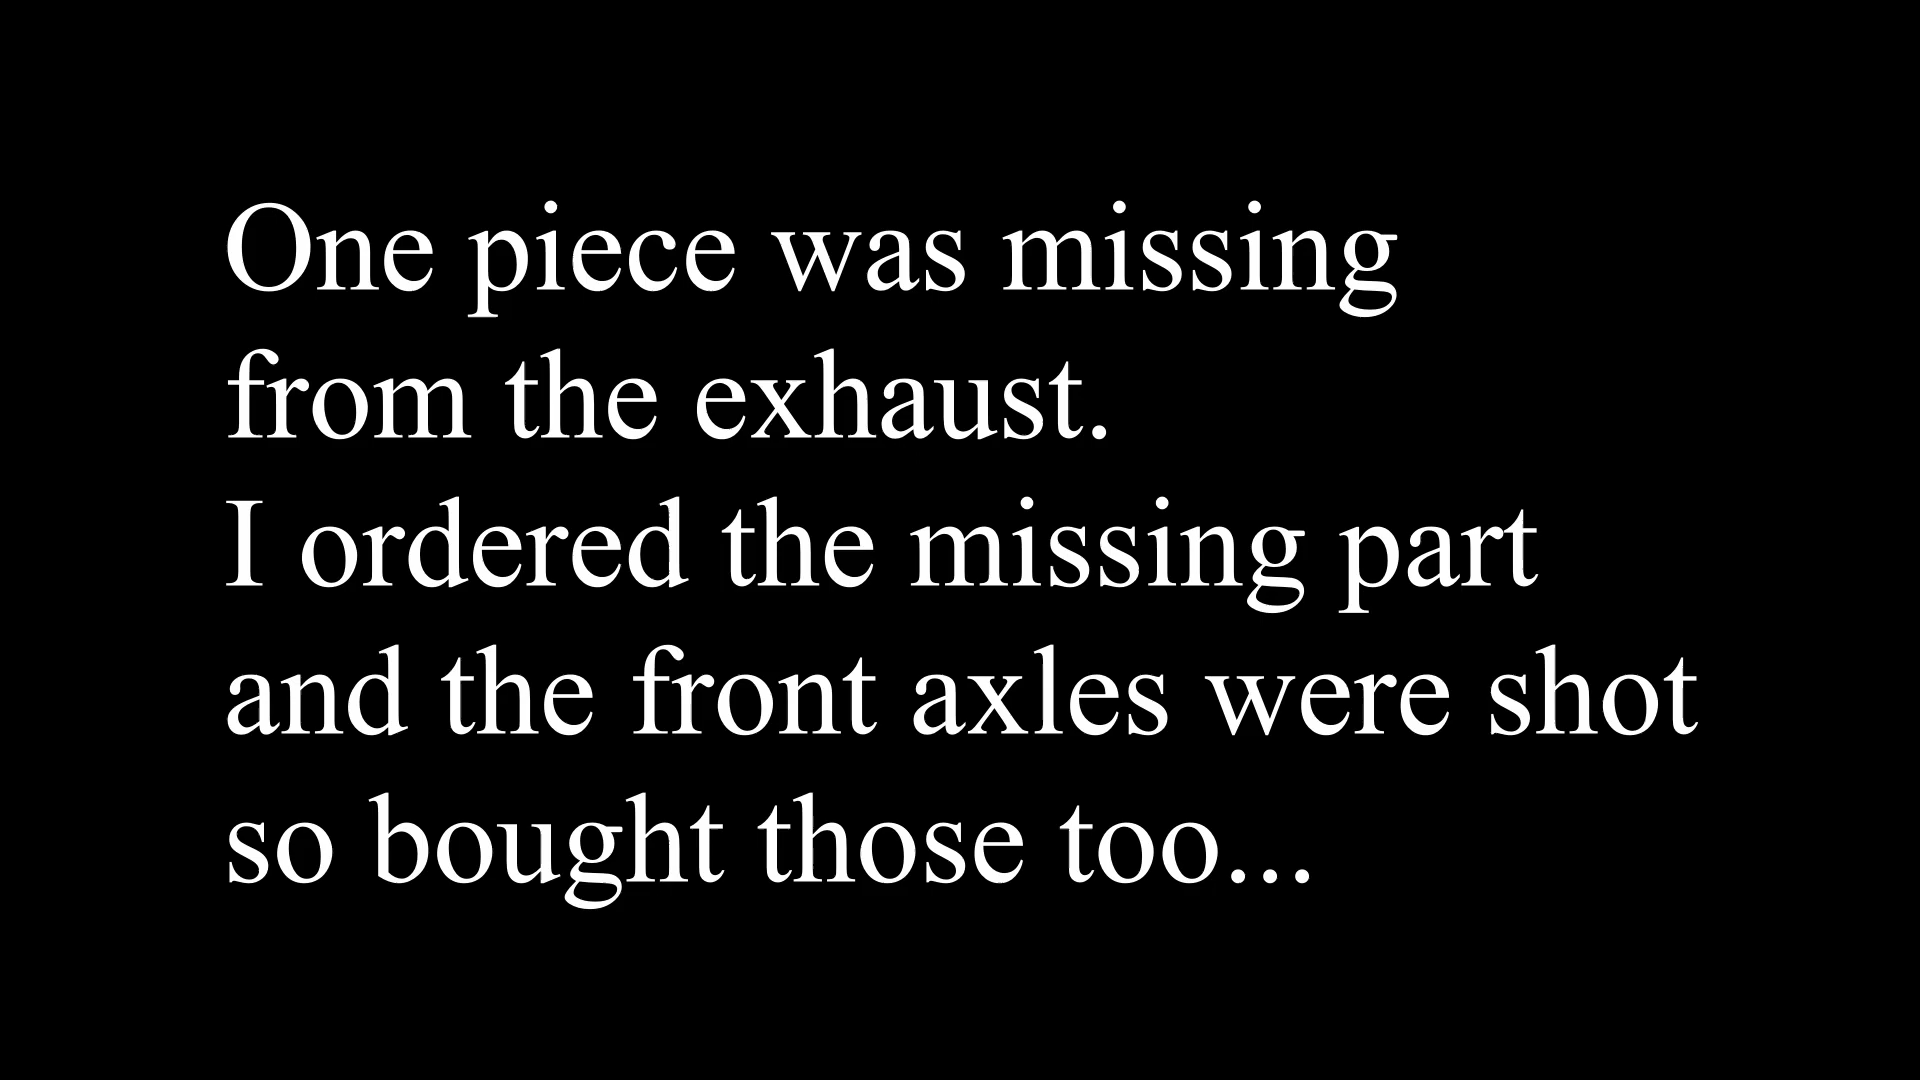 One piece was missing
from the exhaust.
I ordered the missing part
and the front axles were shot
so bought those too...